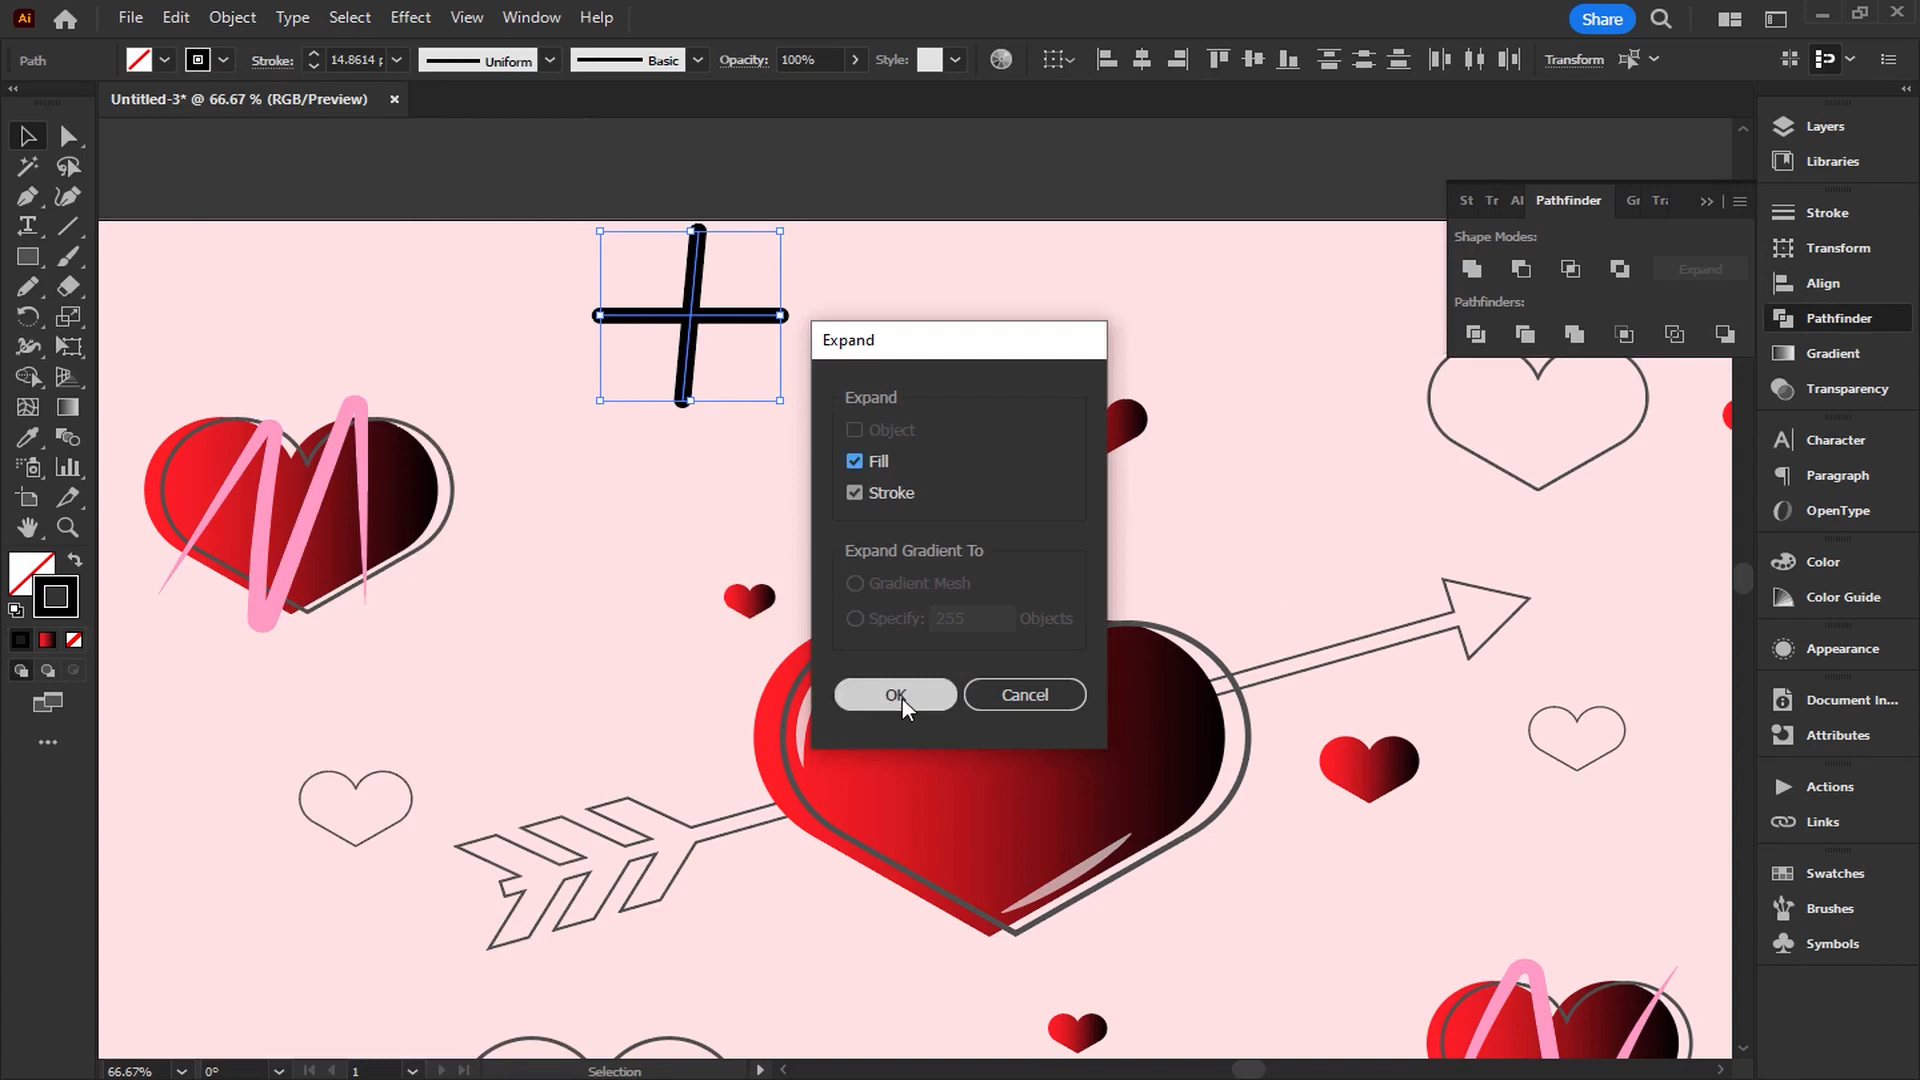 Ai
File Edit Object Type Select Effect View Window Help
Share
Path
Stroke: 14.8614 p
Uniform
Basic
Opacity: 100%
Style:
Transform
Untitled-3* @ 66.67 % (RGB/Preview) ×
Layers
Libraries
St Tr Al Pathfinder Gr Tra
Stroke
Shape Modes:
Transform
Expand
Align
Pathfinders:
Pathfinder
Expand
Gradient
Expand
Transparency
Object
Character
Fill
Paragraph
Stroke
OpenType
Expand Gradient To
Color
Gradient Mesh
Color Guide
Specify: 255 Objects
Appearance
OK Cancel
Document In...
Attributes
Actions
Links
Swatches
Brushes
Symbols
66.67% 0° 1 Selection